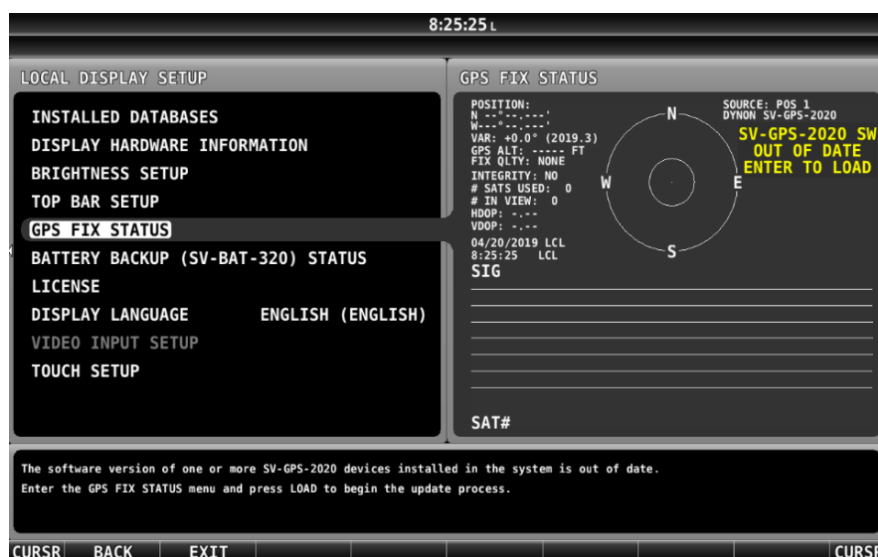 8:25:25 L
LOCAL DISPLAY SETUP
INSTALLED DATABASES
DISPLAY HARDWARE INFORMATION
BRIGHTNESS SETUP
TOP BAR SETUP
GPS FIX STATUS
BATTERY BACKUP (SV-BAT-320) STATUS
LICENSE
DISPLAY LANGUAGE ENGLISH (ENGLISH)
VIDEO INPUT SETUP
TOUCH SETUP
GPS FIX STATUS
POSITION:
N --°--.---'
W---°--.---'
VAR: +0.0° (2019.3)
GPS ALT: ----- FT
FIX QLTY: NONE
INTEGRITY: NO
# SATS USED: 0
# IN VIEW: 0
HDOP: -.--
VDOP: -.--
04/20/2019 LCL
8:25:25 LCL
SIG
N
W
E
S
SOURCE: POS 1
DYNON SV-GPS-2020
SV-GPS-2020 SW
OUT OF DATE
ENTER TO LOAD
SAT#
The software version of one or more SV-GPS-2020 devices installed in the system is out of date.
Enter the GPS FIX STATUS menu and press LOAD to begin the update process.
CURSR BACK EXIT CURSR